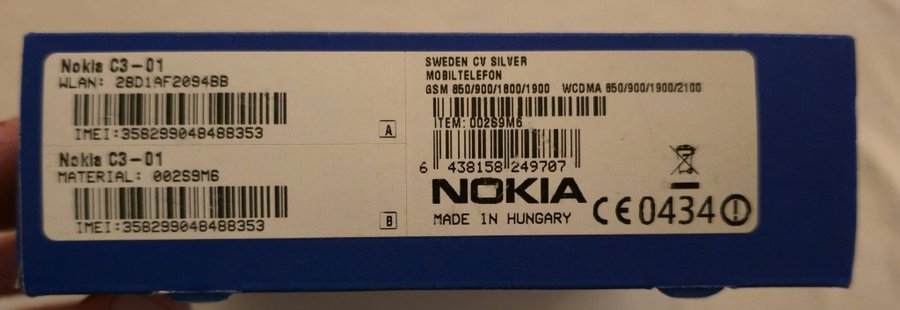 Nokia C3-01
WLAN: 28D1AF2094BB
IMEI:358299048488353
A
Nokia C3-01
MATERIAL: 002S9M6
IMEI:358299048488353
B
SWEDEN CV SILVER
MOBILTELEFON
GSM 850/900/1800/1900 WCDMA 850/900/1900/2100
ITEM: 002S9M6
6 438158 249707
NOKIA
MADE IN HUNGARY
CE0434